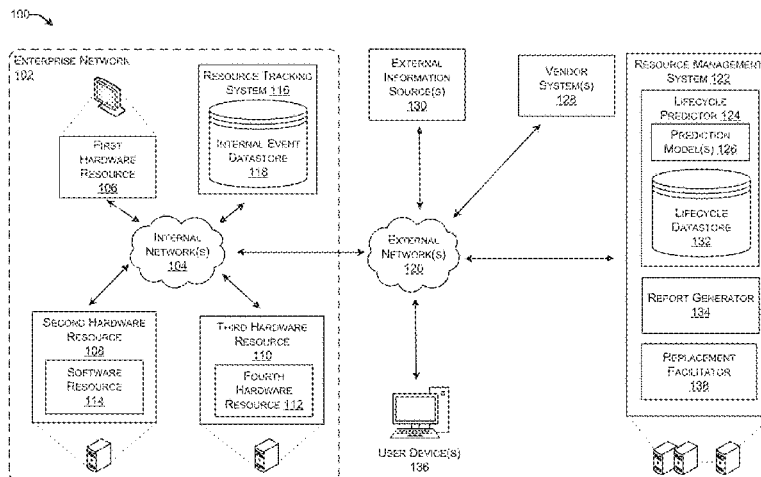 100
ENTERPRISE NETWORK
102
FIRST
HARDWARE
RESOURCE
106
RESOURCE TRACKING
SYSTEM 116
INTERNAL EVENT
DATASTORE
118
INTERNAL
NETWORK(S)
104
SECOND HARDWARE
RESOURCE
108
SOFTWARE
RESOURCE
114
THIRD HARDWARE
RESOURCE
110
FOURTH
HARDWARE
RESOURCE 112
EXTERNAL
INFORMATION
SOURCE(S)
130
VENDOR
SYSTEM(S)
128
EXTERNAL
NETWORK(S)
120
USER DEVICE(S)
136
RESOURCE MANAGEMENT
SYSTEM 122
LIFECYCLE
PREDICTOR 124
PREDICTION
MODEL(S) 126
LIFECYCLE
DATASTORE
132
REPORT GENERATOR
134
REPLACEMENT
FACILITATOR
138